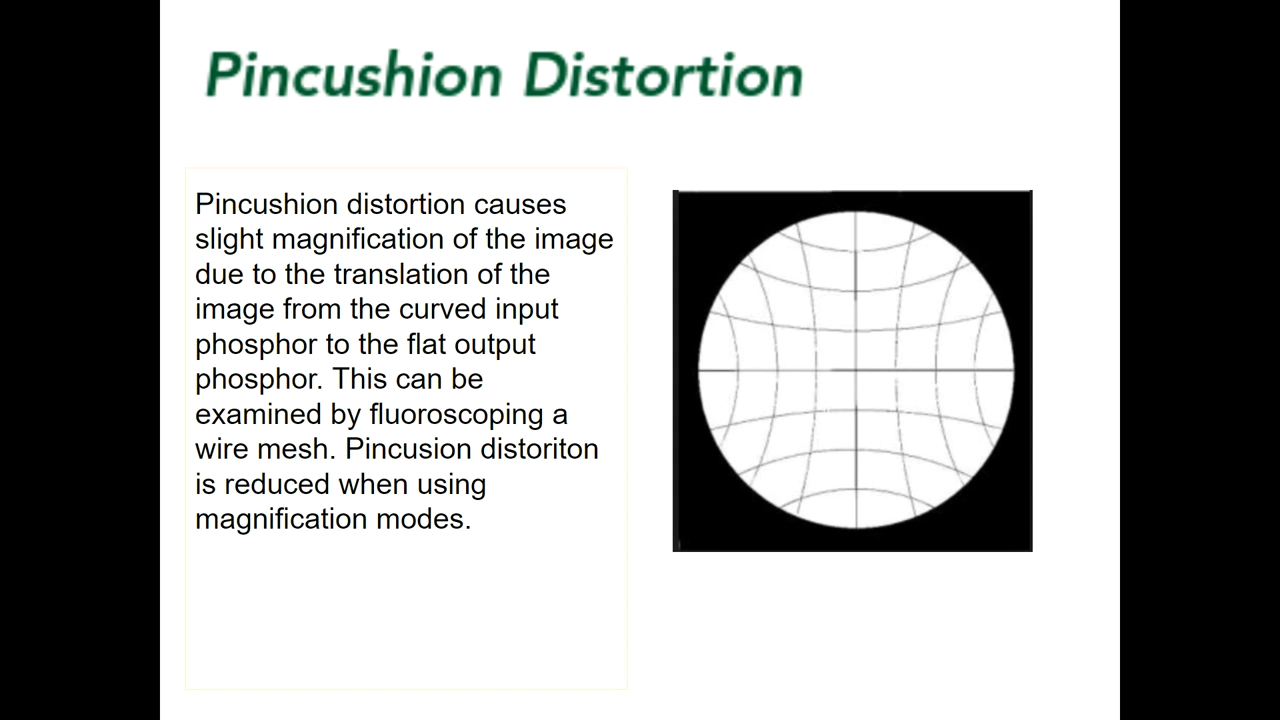 Pincushion Distortion
Pincushion distortion causes
slight magnification of the image
due to the translation of the
image from the curved input
phosphor to the flat output
phosphor. This can be
examined by fluoroscoping a
wire mesh. Pincusion distoriton
is reduced when using
magnification modes.